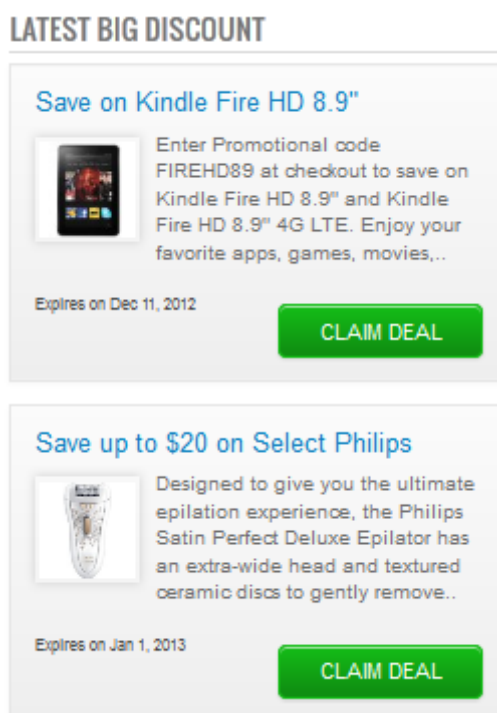 LATEST BIG DISCOUNT
Save on Kindle Fire HD 8.9"
Enter Promotional code
FIREHD89 at checkout to save on
Kindle Fire HD 8.9" and Kindle
Fire HD 8.9" 4G LTE. Enjoy your
favorite apps, games, movies,..
Expires on Dec 11, 2012
CLAIM DEAL
Save up to $20 on Select Philips
Designed to give you the ultimate
epilation experience, the Philips
Satin Perfect Deluxe Epilator has
an extra-wide head and textured
ceramic discs to gently remove..
Expires on Jan 1, 2013
CLAIM DEAL